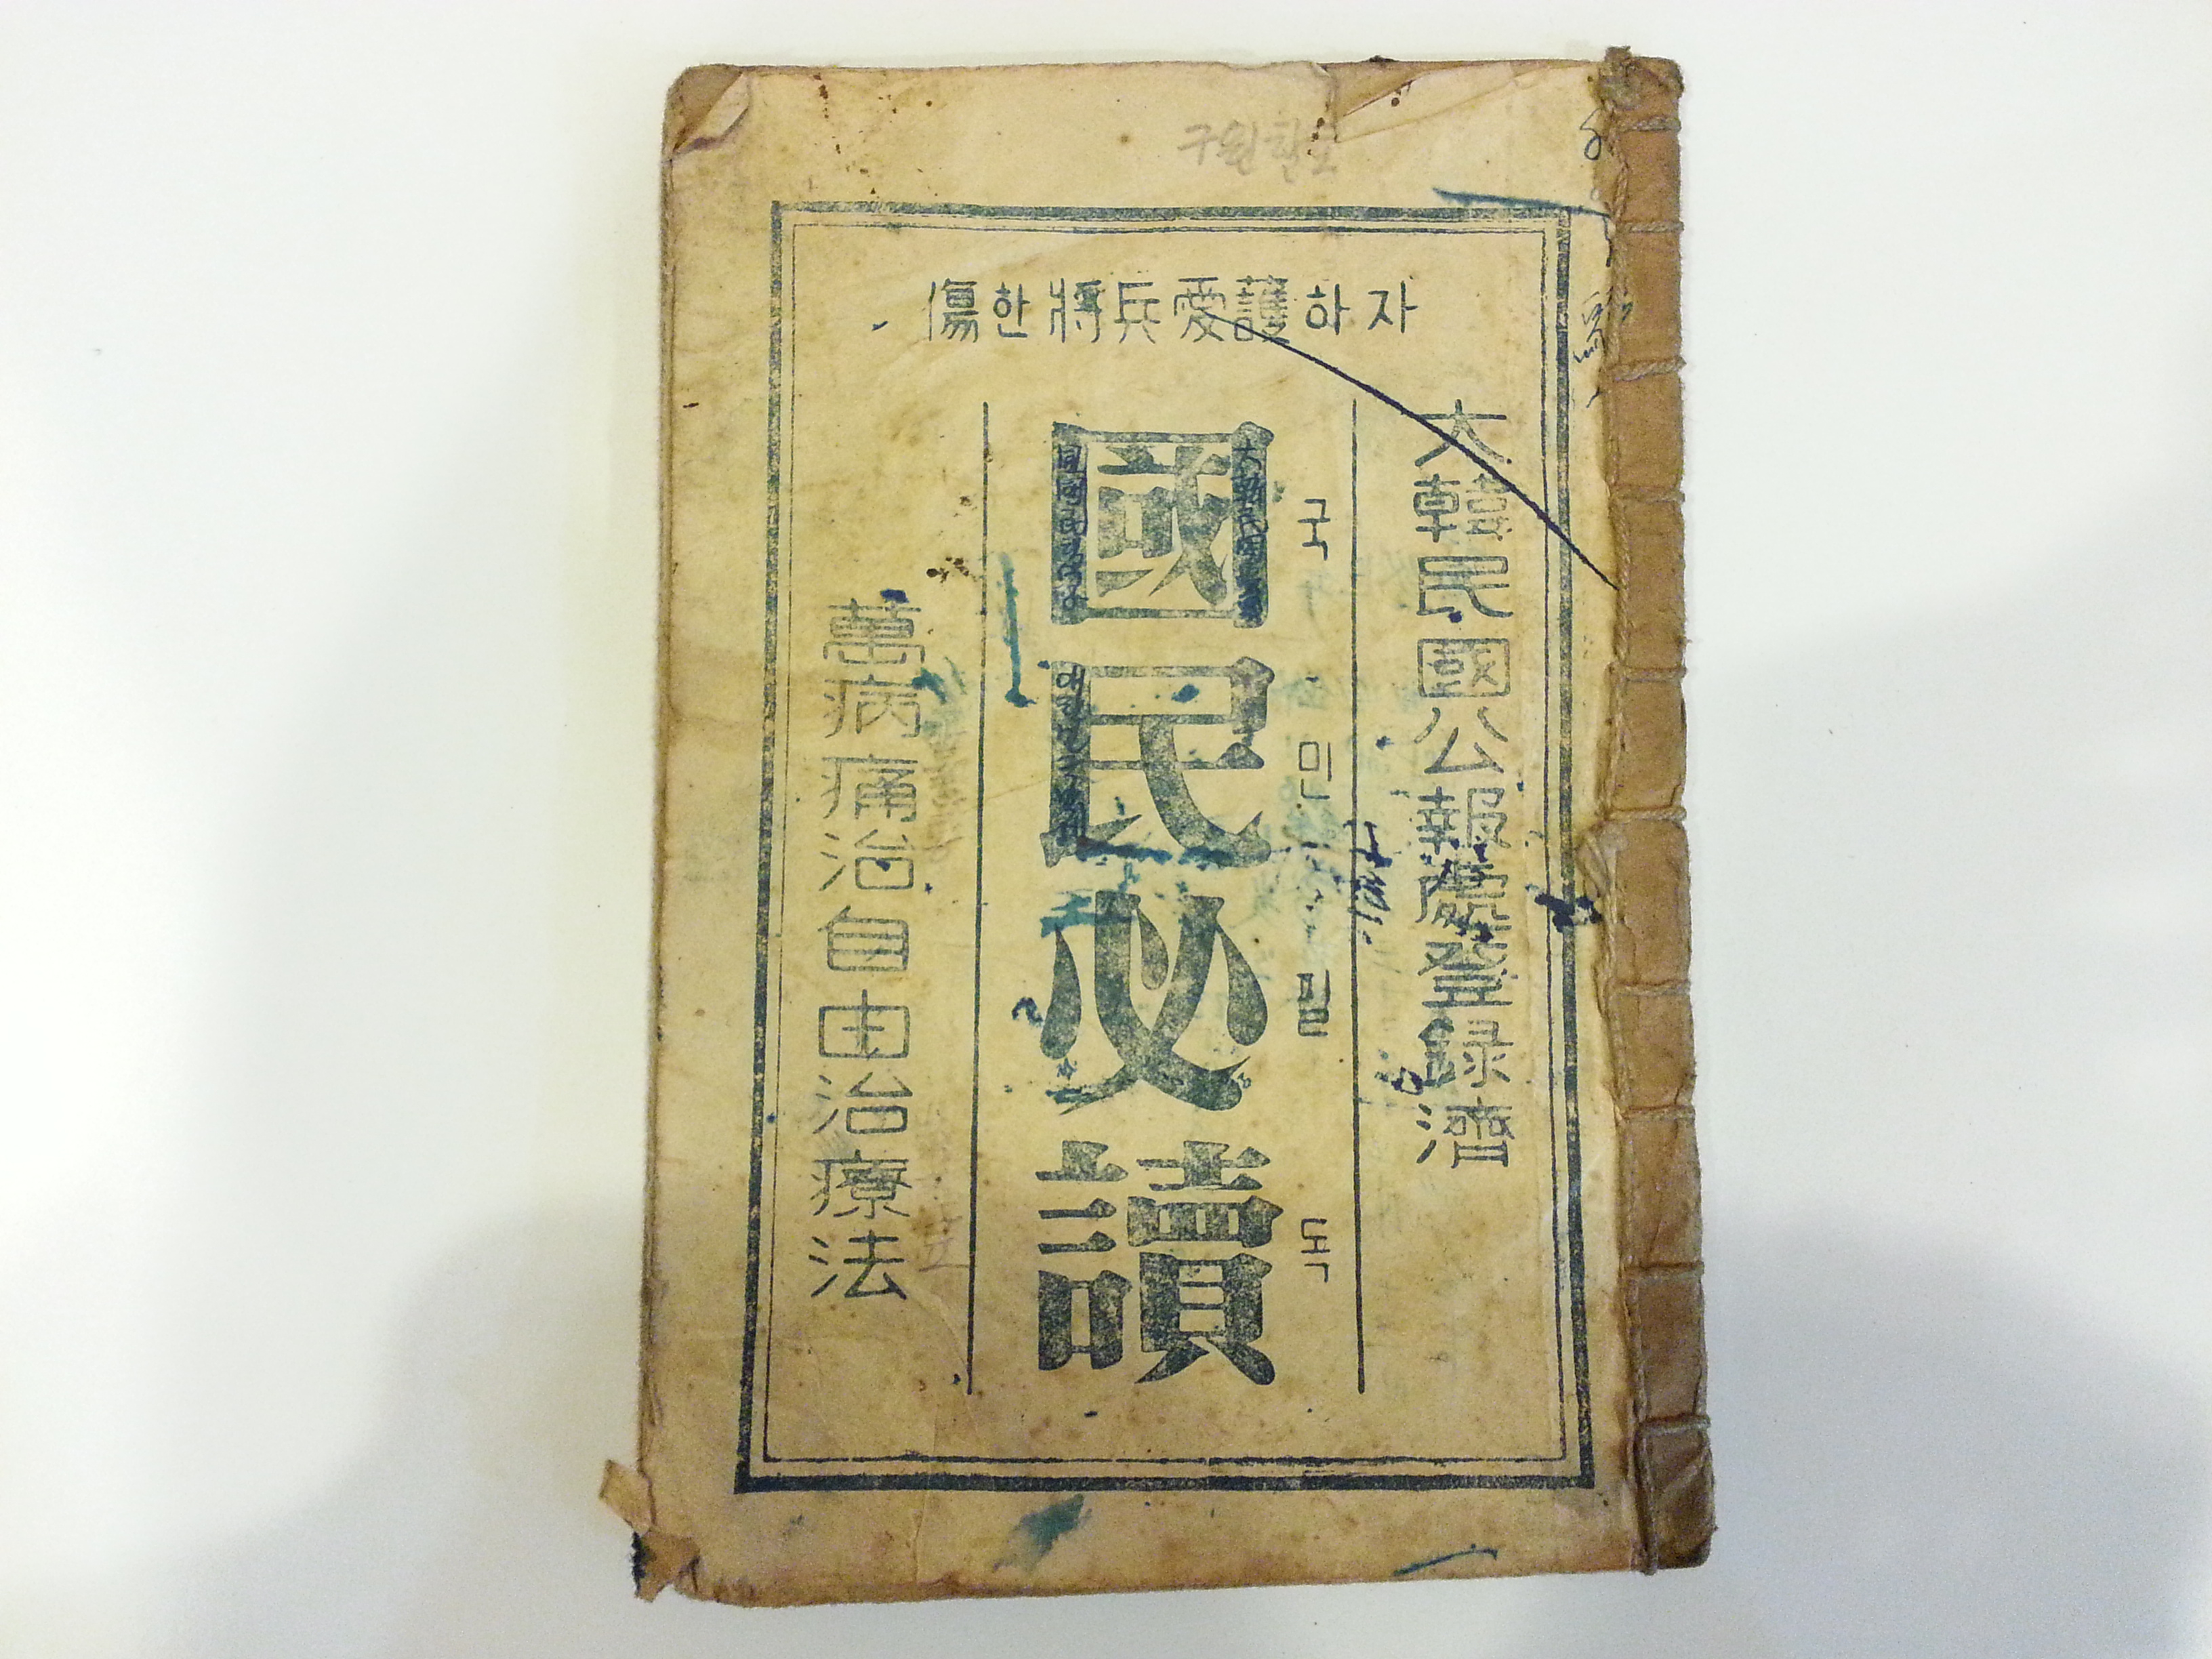 傷한將兵愛護하자
大韓民國公報處登録濟
국민필독
國民必讀
萬病痛治自由治療法